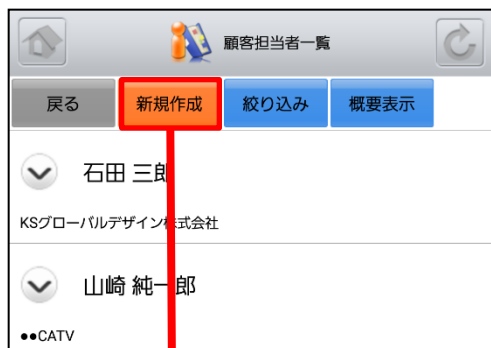 顧客担当者一覧
戻る 新規作成 絞り込み 概要表示
石田 三郎
KSグローバルデザイン株式会社
山崎 純一郎
●●CATV